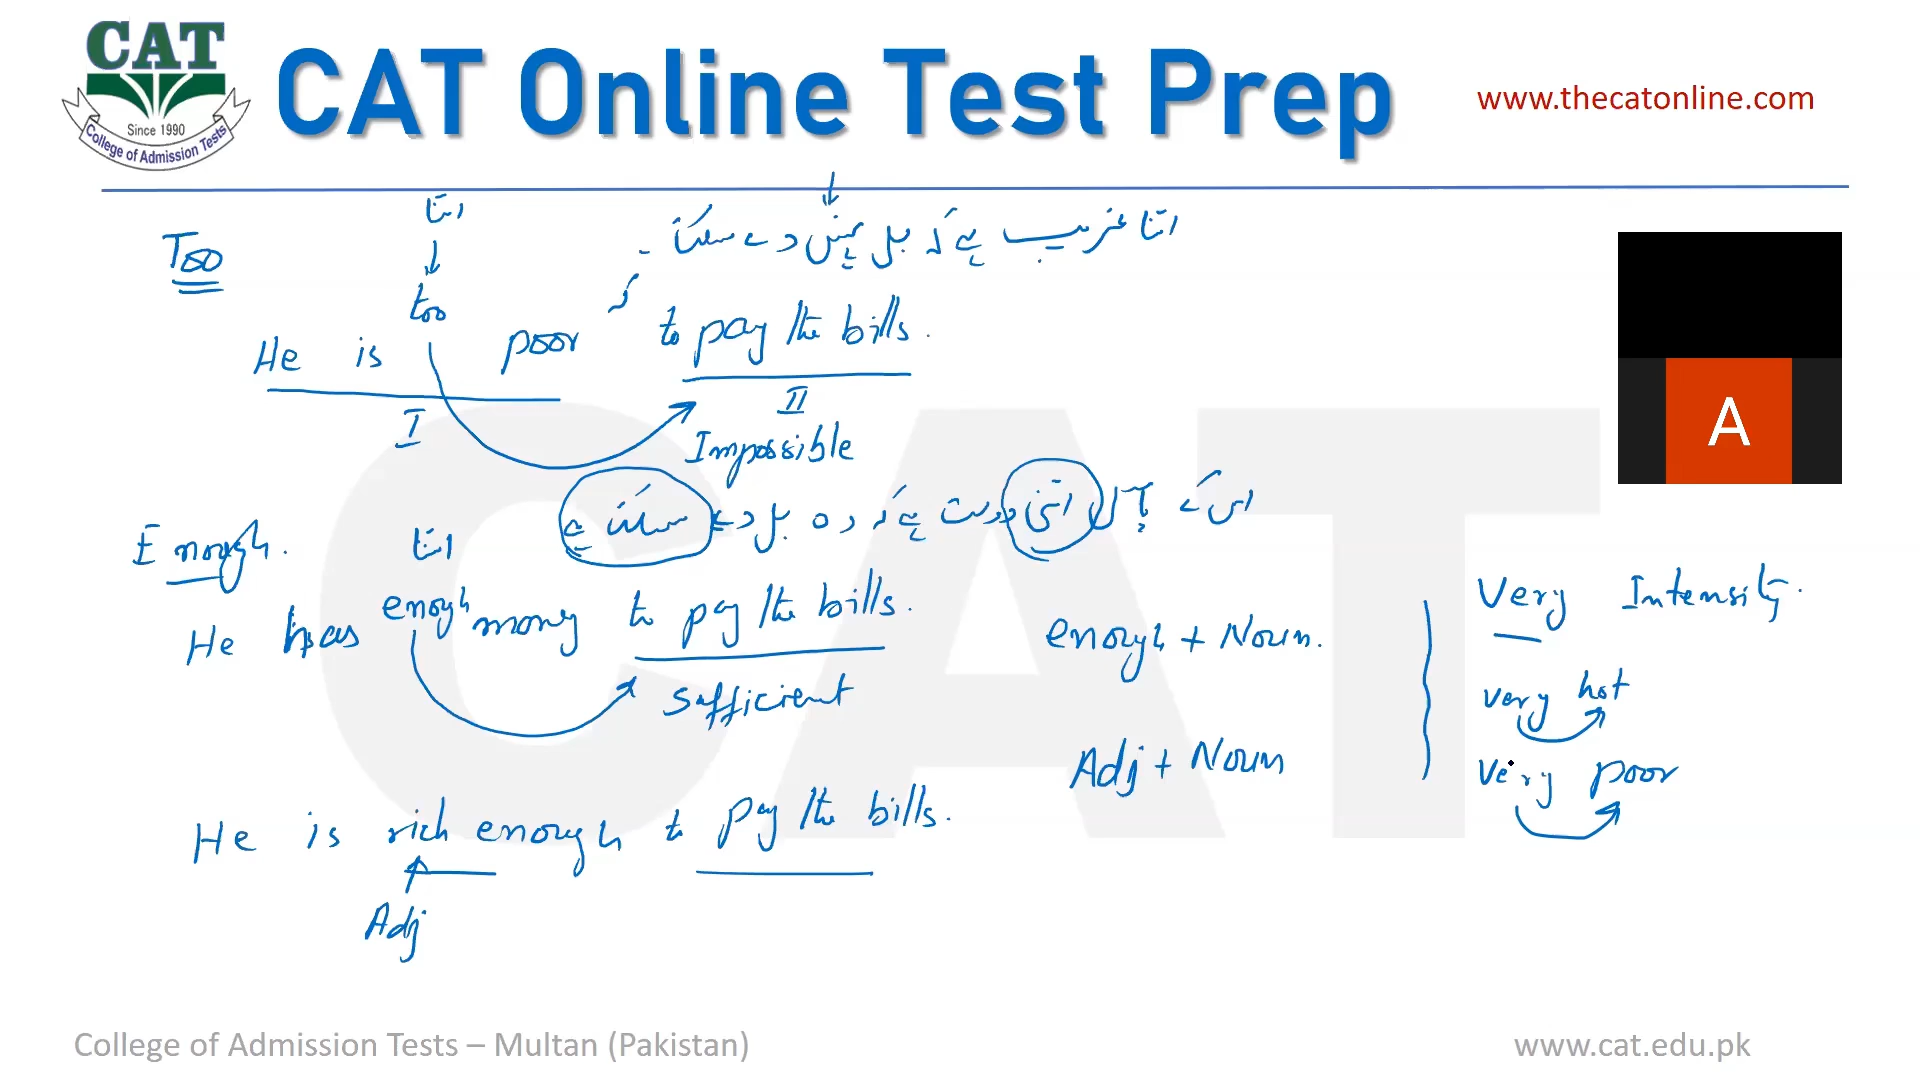 CAT
Since 1990
College of Admission Tests
CAT Online Test Prep
www.thecatonline.com
اتنا
اتنا غریب ہے کہ بل نہیں دے سکتا ۔
Too
too
کہ
He is poor to pay the bills.
I
II
Impossible
اس کے پاس اتنی دولت ہے کہ وہ بل دے سکتا ہے
Enough.
اتنا
He has enough money to pay the bills.
Sufficient
enough + Noun.
Adj + Noun
Very Intensity.
very hot
Very poor
He is rich enough to pay the bills.
Adj
A
CAT
College of Admission Tests – Multan (Pakistan)
www.cat.edu.pk